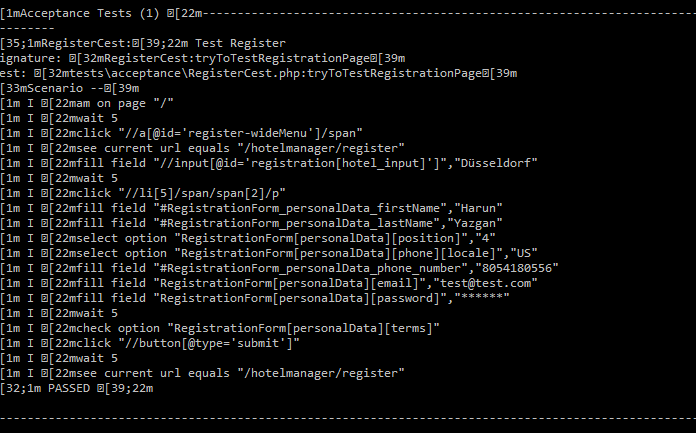 [1mAcceptance Tests (1) ⍰[22m--------------------------------------------------------------
--------
[35;1mRegisterCest:⍰[39;22m Test Register
ignature: ⍰[32mRegisterCest:tryToTestRegistrationPage⍰[39m
est: ⍰[32mtests\acceptance\RegisterCest.php:tryToTestRegistrationPage⍰[39m
[33mScenario --⍰[39m
[1m I ⍰[22mam on page "/"
[1m I ⍰[22mwait 5
[1m I ⍰[22mclick "//a[@id='register-wideMenu']/span"
[1m I ⍰[22msee current url equals "/hotelmanager/register"
[1m I ⍰[22mfill field "//input[@id='registration[hotel_input]']","Düsseldorf"
[1m I ⍰[22mwait 5
[1m I ⍰[22mclick "//li[5]/span/span[2]/p"
[1m I ⍰[22mfill field "#RegistrationForm_personalData_firstName","Harun"
[1m I ⍰[22mfill field "#RegistrationForm_personalData_lastName","Yazgan"
[1m I ⍰[22mselect option "RegistrationForm[personalData][position]","4"
[1m I ⍰[22mselect option "RegistrationForm[personalData][phone][locale]","US"
[1m I ⍰[22mfill field "#RegistrationForm_personalData_phone_number","8054180556"
[1m I ⍰[22mfill field "RegistrationForm[personalData][email]","test@test.com"
[1m I ⍰[22mfill field "RegistrationForm[personalData][password]","******"
[1m I ⍰[22mwait 5
[1m I ⍰[22mcheck option "RegistrationForm[personalData][terms]"
[1m I ⍰[22mclick "//button[@type='submit']"
[1m I ⍰[22mwait 5
[1m I ⍰[22msee current url equals "/hotelmanager/register"
[32;1m PASSED ⍰[39;22m
---------------------------------------------------------------------------------------